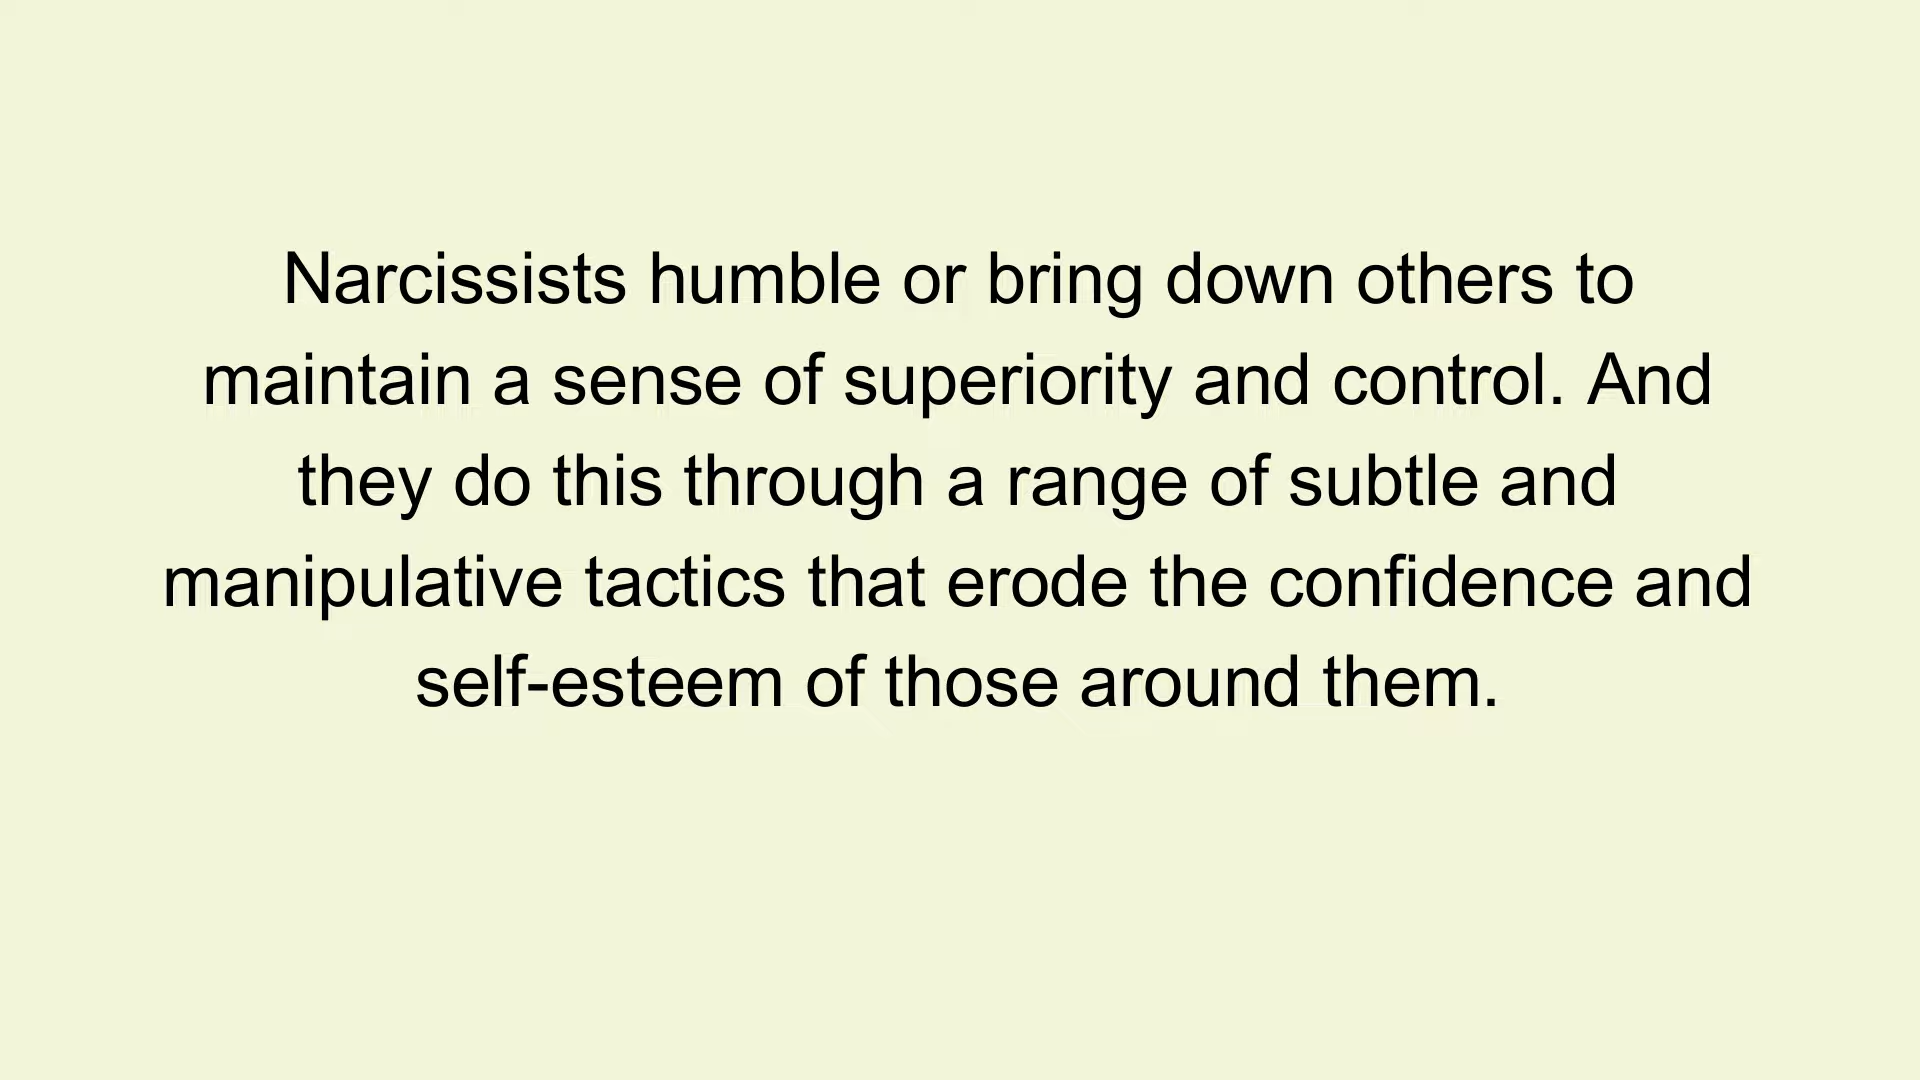 Narcissists humble or bring down others to
maintain a sense of superiority and control. And
they do this through a range of subtle and
manipulative tactics that erode the confidence and
self-esteem of those around them.